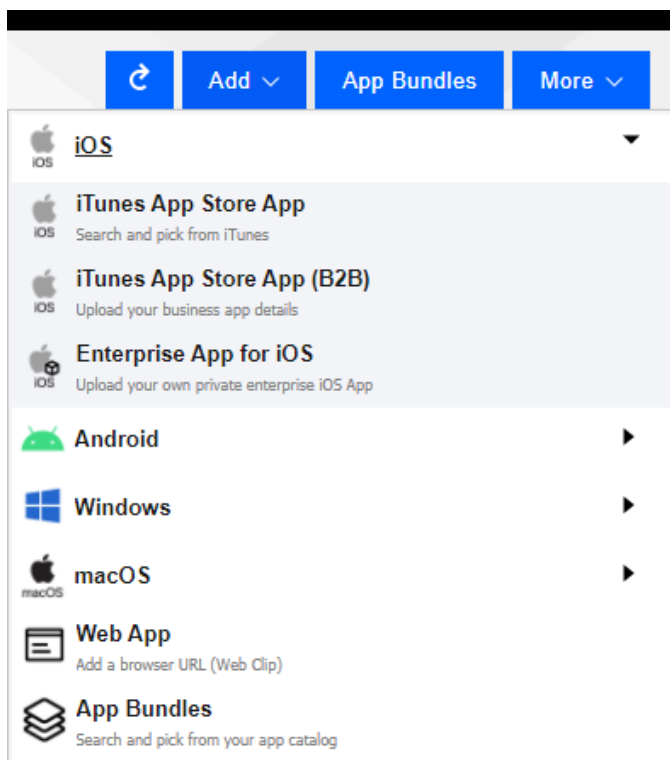 Add
App Bundles
More
iOS
iOS
iOS
iTunes App Store App
Search and pick from iTunes
iOS
iTunes App Store App (B2B)
Upload your business app details
iOS
Enterprise App for iOS
Upload your own private enterprise iOS App
Android
Windows
macOS
macOS
Web App
Add a browser URL (Web Clip)
App Bundles
Search and pick from your app catalog